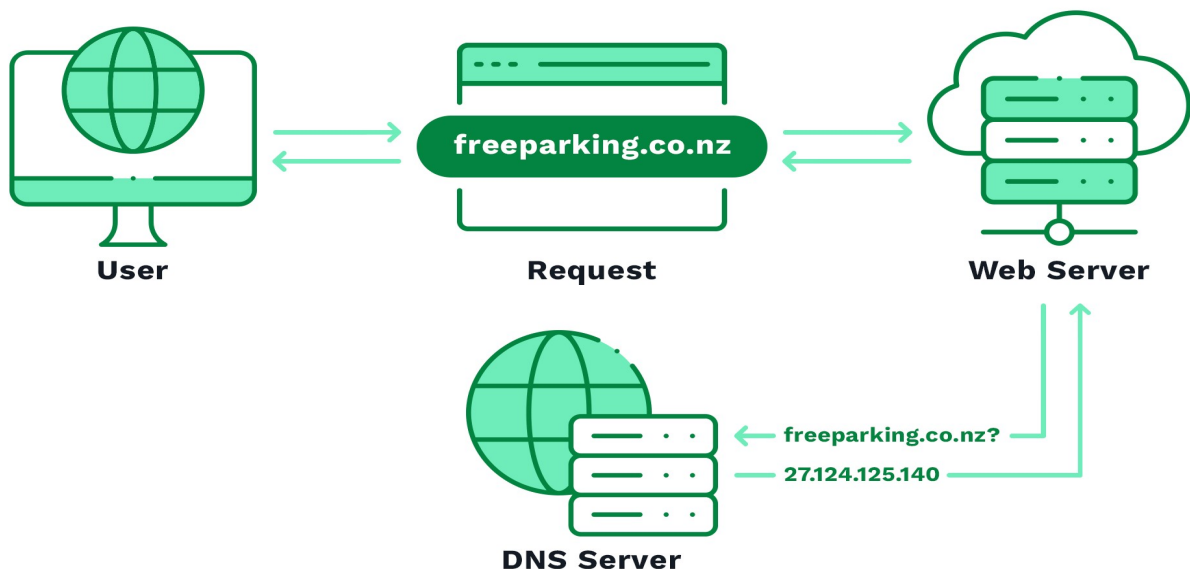 freeparking.co.nz
User
Request
Web Server
freeparking.co.nz?
27.124.125.140
DNS Server